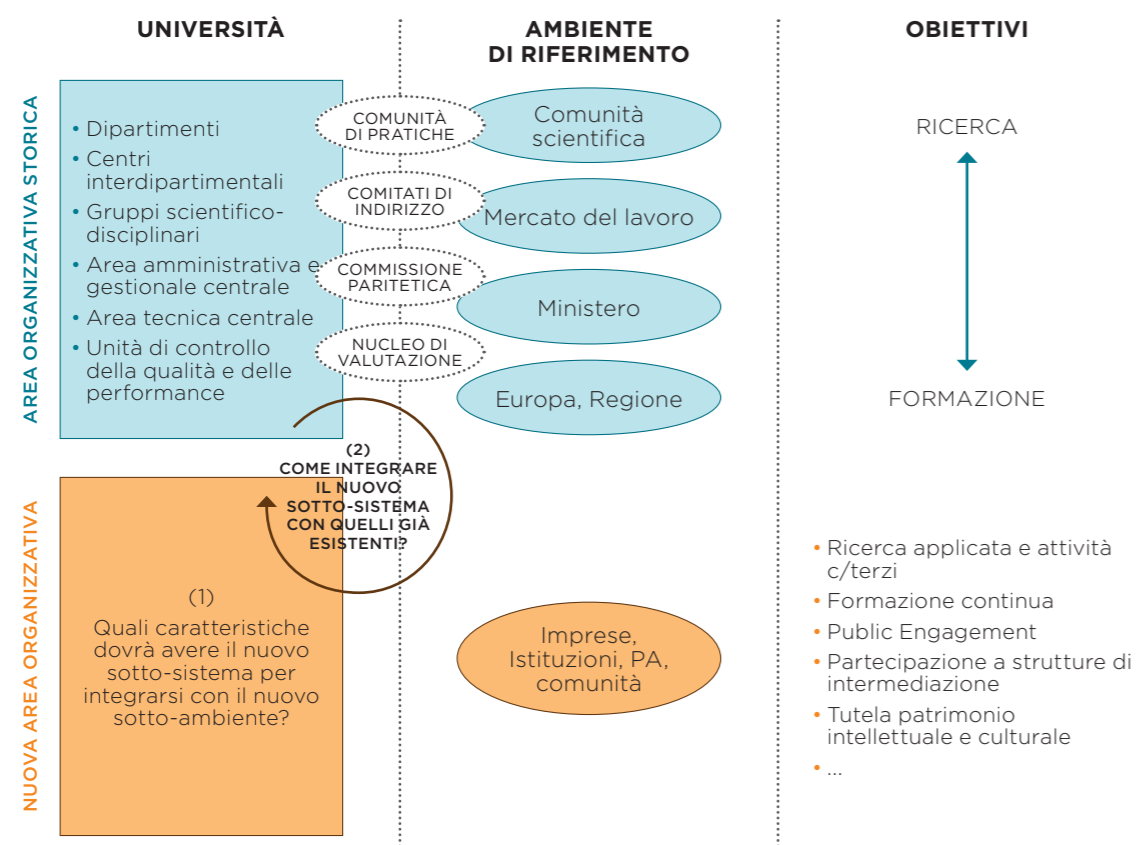 UNIVERSITÀ
AMBIENTE
DI RIFERIMENTO
OBIETTIVI
AREA ORGANIZZATIVA STORICA
• Dipartimenti
• Centri
interdipartimentali
• Gruppi scientifico-
disciplinari
• Area amministrativa e
gestionale centrale
• Area tecnica centrale
• Unità di controllo
della qualità e delle
performance
COMUNITÀ
DI PRATICHE
COMITATI DI
INDIRIZZO
COMMISSIONE
PARITETICA
NUCLEO DI
VALUTAZIONE
Comunità
scientifica
Mercato del lavoro
Ministero
Europa, Regione
RICERCA
FORMAZIONE
(2)
COME INTEGRARE
IL NUOVO
SOTTO-SISTEMA
CON QUELLI GIÀ
ESISTENTI?
NUOVA AREA ORGANIZZATIVA
(1)
Quali caratteristiche
dovrà avere il nuovo
sotto-sistema per
integrarsi con il nuovo
sotto-ambiente?
Imprese,
Istituzioni, PA,
comunità
• Ricerca applicata e attività
c/terzi
• Formazione continua
• Public Engagement
• Partecipazione a strutture di
intermediazione
• Tutela patrimonio
intellettuale e culturale
• ...